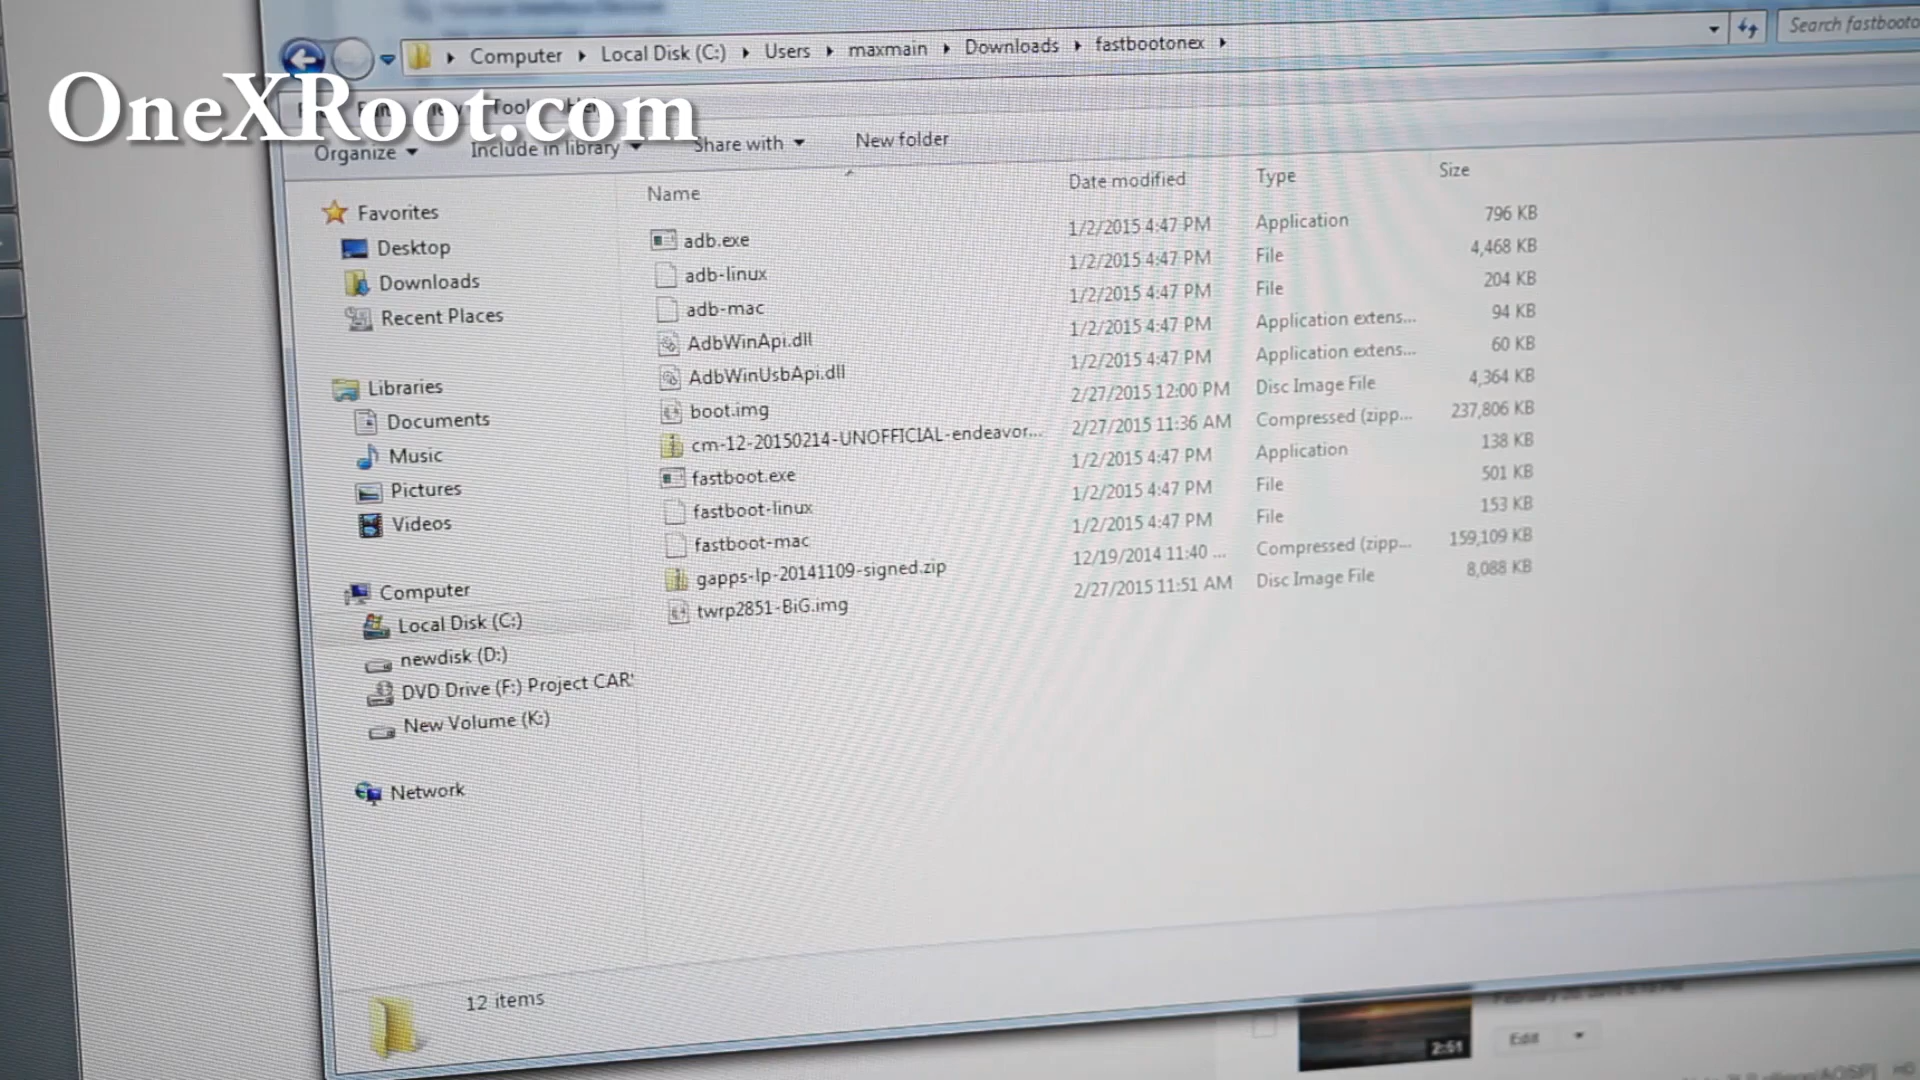 Computer Local Disk (C:) Users maxmain Downloads fastbootonex
Search fastbooto
OneXRoot.com
Organize Include in library Share with New folder
Name Date modified Type Size
Favorites
Desktop
Downloads
Recent Places
Libraries
Documents
Music
Pictures
Videos
Computer
Local Disk (C:)
newdisk (D:)
DVD Drive (F:) Project CARS
New Volume (K:)
Network
adb.exe 1/2/2015 4:47 PM Application 796 KB
adb-linux 1/2/2015 4:47 PM File 4,468 KB
adb-mac 1/2/2015 4:47 PM File 204 KB
AdbWinApi.dll 1/2/2015 4:47 PM Application extens... 94 KB
AdbWinUsbApi.dll 1/2/2015 4:47 PM Application extens... 60 KB
boot.img 2/27/2015 12:00 PM Disc Image File 4,364 KB
cm-12-20150214-UNOFFICIAL-endeavor... 2/27/2015 11:36 AM Compressed (zipp... 237,806 KB
fastboot.exe 1/2/2015 4:47 PM Application 138 KB
fastboot-linux 1/2/2015 4:47 PM File 501 KB
fastboot-mac 1/2/2015 4:47 PM File 153 KB
gapps-lp-20141109-signed.zip 12/19/2014 11:40 ... Compressed (zipp... 159,109 KB
twrp2851-BiG.img 2/27/2015 11:51 AM Disc Image File 8,088 KB
12 items
2:51
Edit